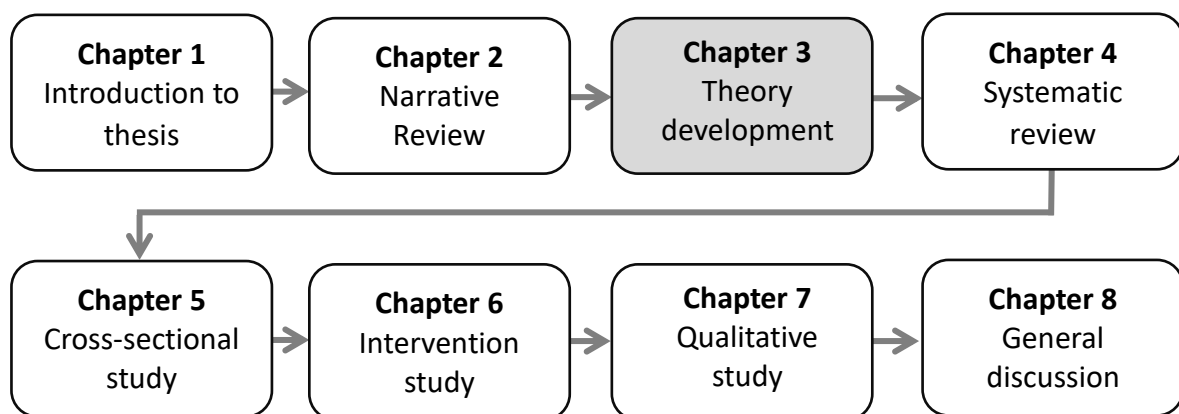 Chapter 1
Introduction to
thesis
Chapter 2
Narrative
Review
Chapter 3
Theory
development
Chapter 4
Systematic
review
Chapter 5
Cross-sectional
study
Chapter 6
Intervention
study
Chapter 7
Qualitative
study
Chapter 8
General
discussion